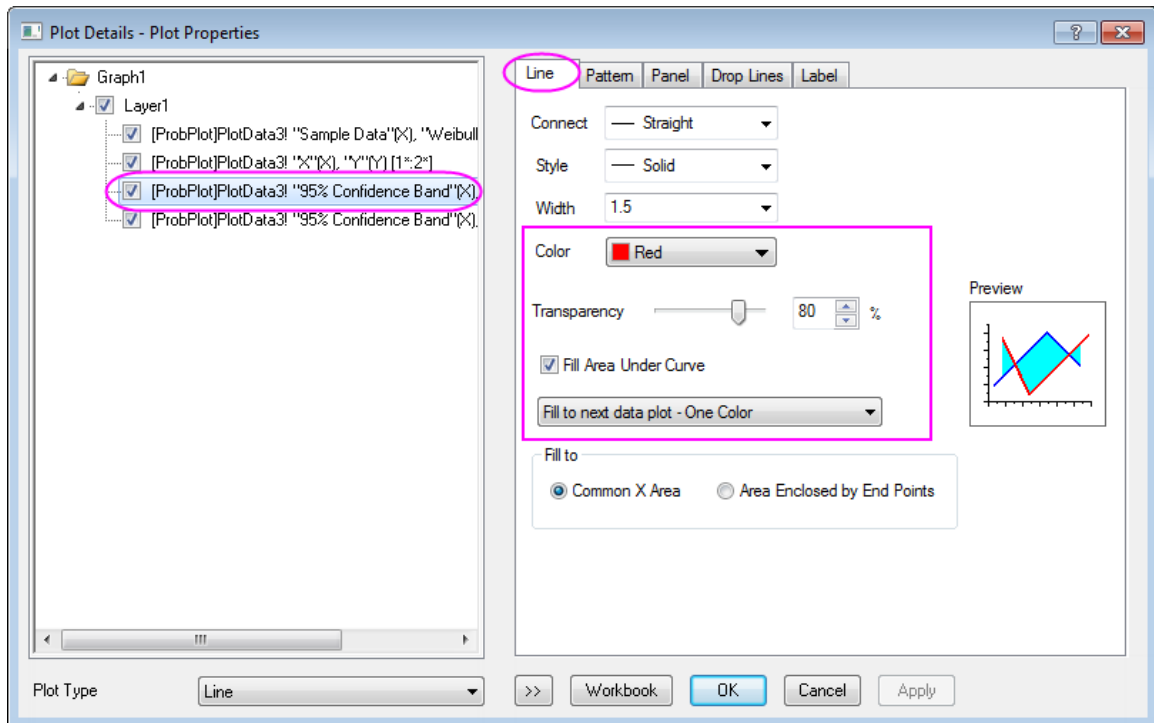 Plot Details - Plot Properties
Graph1
Layer1
[ProbPlot]PlotData3! "Sample Data"(X), "Weibull
[ProbPlot]PlotData3! "X"(X), "Y"(Y) [1*:2*]
[ProbPlot]PlotData3! "95% Confidence Band"(X),
[ProbPlot]PlotData3! "95% Confidence Band"(X),
Plot Type
Line
Line Pattern Panel Drop Lines Label
Connect Straight
Style Solid
Width 1.5
Color Red
Transparency 80 %
Fill Area Under Curve
Fill to next data plot - One Color
Preview
Fill to
Common X Area Area Enclosed by End Points
>> Workbook OK Cancel Apply